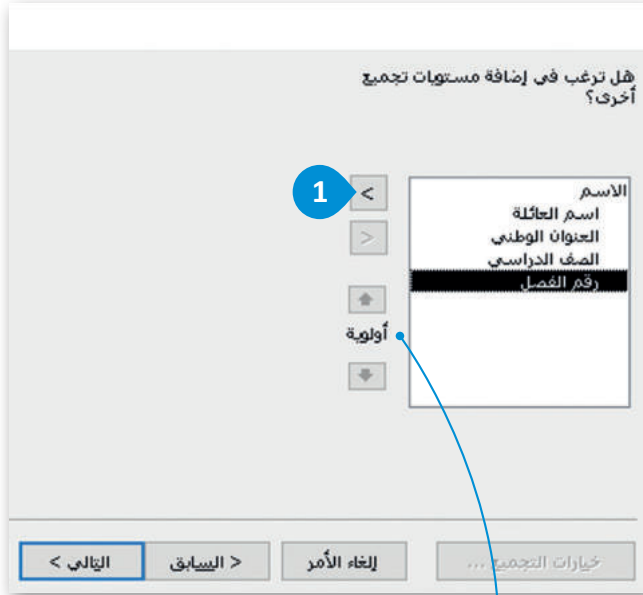 هل ترغب في إضافة مستويات تجميع
أخرى؟
1
<
>
الاسم
اسم العائلة
العنوان الوطني
الصف الدراسي
رقم الفصل
أولوية
خيارات التجميع ...
إلغاء الأمر
< السابق
التالي >